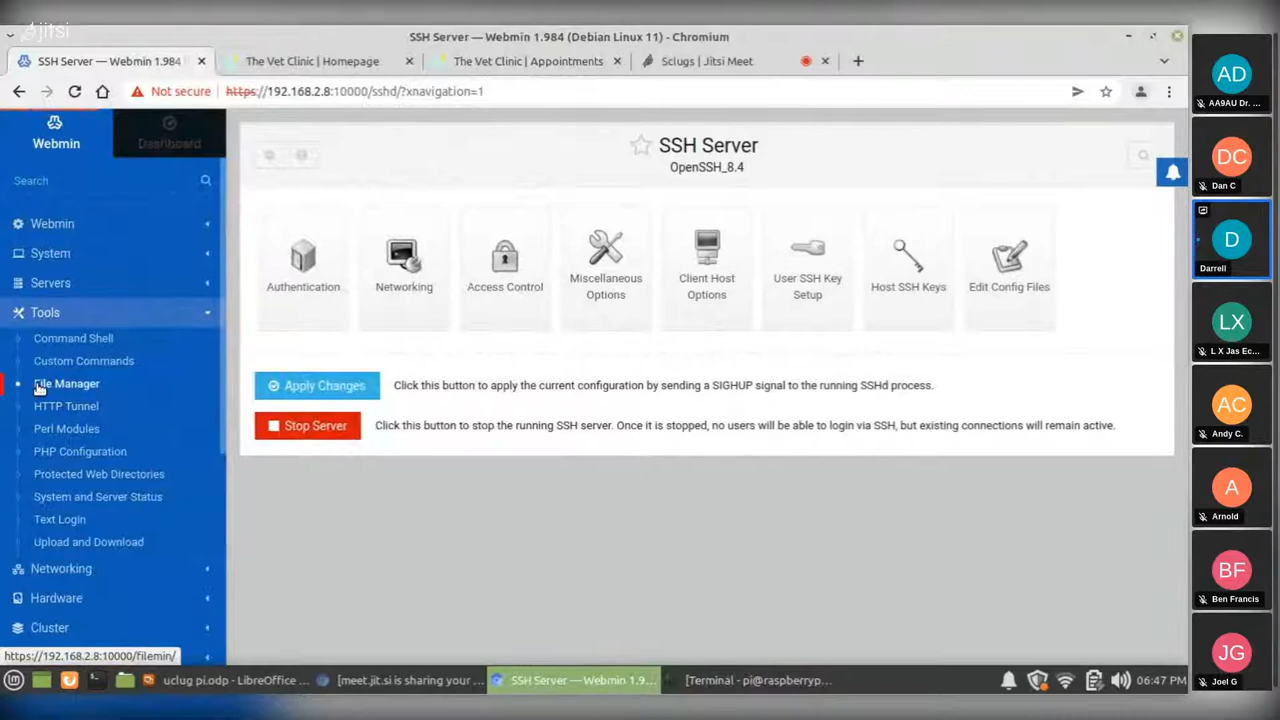 jitsi
SSH Server — Webmin 1.984 (Debian Linux 11) - Chromium
SSH Server — Webmin 1.984
The Vet Clinic | Homepage
The Vet Clinic | Appointments
Sclugs | Jitsi Meet
Not secure
https://192.168.2.8:10000/sshd/?xnavigation=1
Webmin
Dashboard
Search
Webmin
System
Servers
Tools
Command Shell
Custom Commands
File Manager
HTTP Tunnel
Perl Modules
PHP Configuration
Protected Web Directories
System and Server Status
Text Login
Upload and Download
Networking
Hardware
Cluster
https://192.168.2.8:10000/filemin/
SSH Server
OpenSSH_8.4
Authentication
Networking
Access Control
Miscellaneous
Options
Client Host
Options
User SSH Key
Setup
Host SSH Keys
Edit Config Files
Apply Changes
Click this button to apply the current configuration by sending a SIGHUP signal to the running SSHd process.
Stop Server
Click this button to stop the running SSH server. Once it is stopped, no users will be able to login via SSH, but existing connections will remain active.
uclug pi.odp - LibreOffice ...
[meet.jit.si is sharing your ...
SSH Server — Webmin 1.9...
[Terminal - pi@raspberryp...
06:47 PM
AD
AA9AU Dr. ...
DC
Dan C
D
Darrell
LX
L X Jas Ec...
AC
Andy C.
A
Arnold
BF
Ben Francis
JG
Joel G